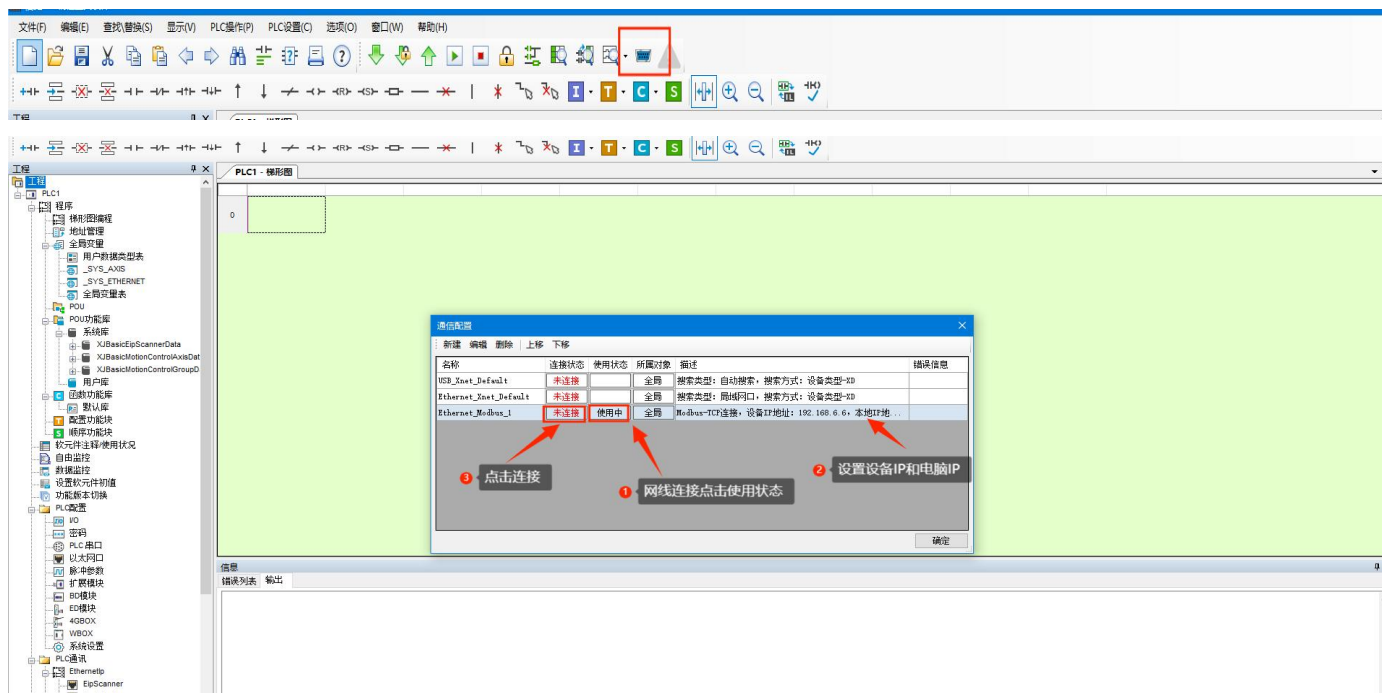 文件(F) 编辑(E) 查找\替换(S) 显示(V) PLC操作(P) PLC设置(C) 选项(O) 窗口(W) 帮助(H)
I T C S
工程
I T C S
工程
PLC1 - 梯形图
工程
PLC1
程序
梯形图编程
地址管理
全局变量
用户数据类型表
_SYS_AXIS
_SYS_ETHERNET
全局变量表
POU
POU功能库
系统库
XJBasicEipScannerData
XJBasicMotionControlAxisDat
XJBasicMotionControlGroupD
用户库
函数功能库
默认库
配置功能块
顺序功能块
软元件注释/使用状况
自由监控
数据监控
设置软元件初值
功能版本切换
PLC配置
I/O
密码
PLC 串口
以太网口
脉冲参数
扩展模块
BD模块
ED模块
4GBOX
WBOX
系统设置
PLC通讯
EthernetIp
EipScanner
0
通信配置
新建 编辑 删除 上移 下移
名称 连接状态 使用状态 所属对象 描述 错误信息
USB_Xnet_Default 未连接 全局 搜索类型: 自动搜索, 搜索方式: 设备类型-XD
Ethernet_Xnet_Default 未连接 全局 搜索类型: 局域网口, 搜索方式: 设备类型-XD
Ethernet_Modbus_1 未连接 使用中 全局 Modbus-TCP连接, 设备IP地址: 192.168.6.6, 本地IP地...
2 设置设备IP和电脑IP
3 点击连接
1 网线连接点击使用状态
确定
信息
错误列表 输出